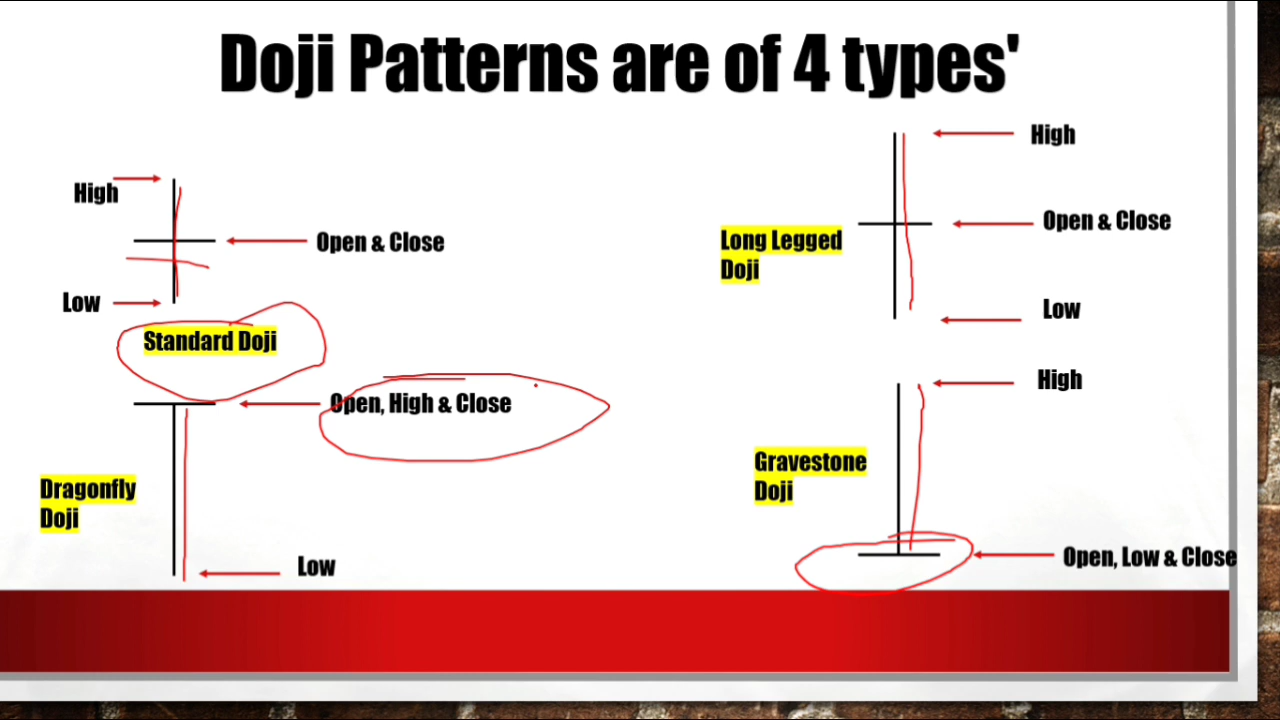 Doji Patterns are of 4 types'
High
Open & Close
Low
Standard Doji
Open, High & Close
Dragonfly
Doji
Low
High
Open & Close
Long Legged
Doji
Low
High
Gravestone
Doji
Open, Low & Close